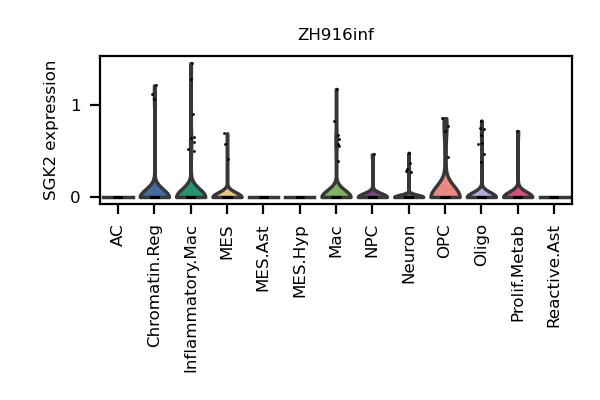 ZH916inf
SGK2 expression
1
0
AC
Chromatin.Reg
Inflammatory.Mac
MES
MES.Ast
MES.Hyp
Mac
NPC
Neuron
OPC
Oligo
Prolif.Metab
Reactive.Ast